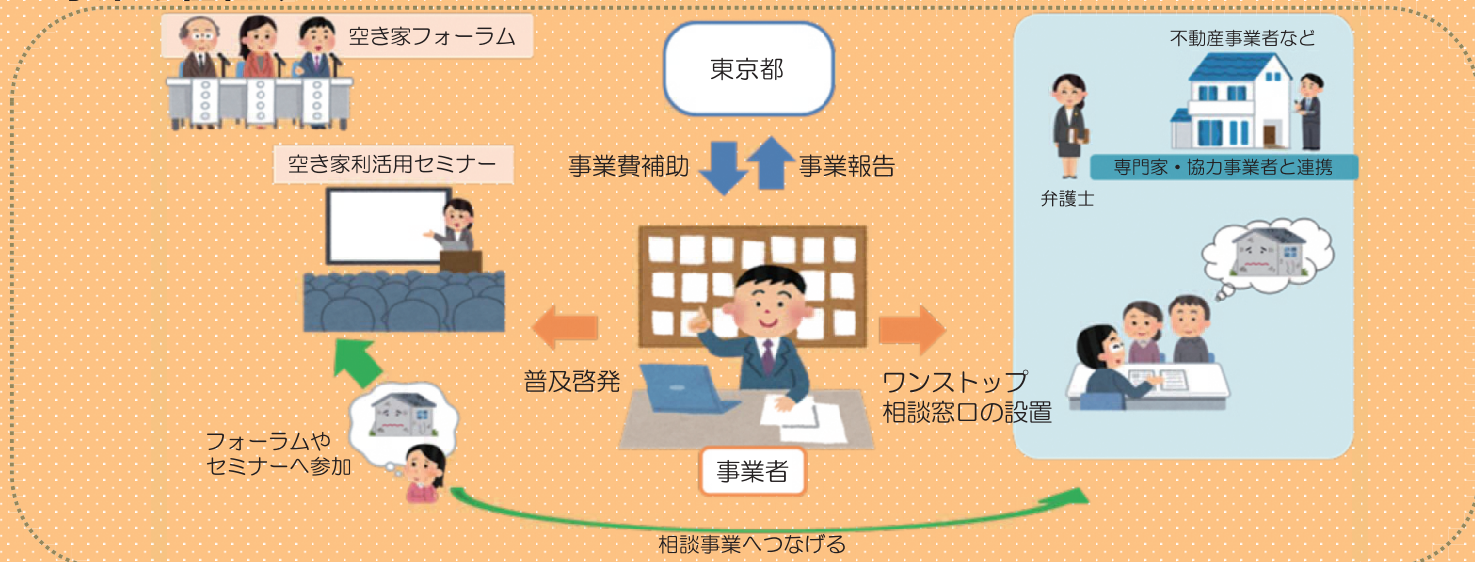 空き家フォーラム
東京都
不動産事業者など
空き家利活用セミナー
事業費補助
事業報告
専門家・協力事業者と連携
弁護士
普及啓発
ワンストップ
相談窓口の設置
フォーラムや
セミナーへ参加
事業者
相談事業へつなげる